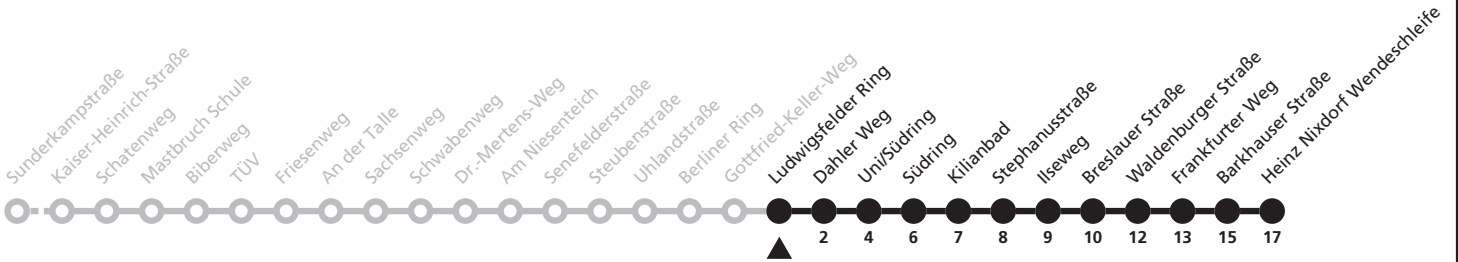 Sunderkampstraße
Kaiser-Heinrich-Straße
Schatenweg
Mastbruch Schule
Biberweg
TÜV
Friesenweg
An der Talle
Sachsenweg
Schwabenweg
Dr.-Mertens-Weg
Am Niesenteich
Senefelderstraße
Steubenstraße
Uhlandstraße
Berliner Ring
Gottfried-Keller-Weg
Ludwigsfelder Ring
Dahler Weg
Uni/Südring
Südring
Kilianbad
Stephanusstraße
Ilseweg
Breslauer Straße
Waldenburger Straße
Frankfurter Weg
Barkhauser Straße
Heinz Nixdorf Wendeschleife
2 4 6 7 8 9 10 12 13 15 17